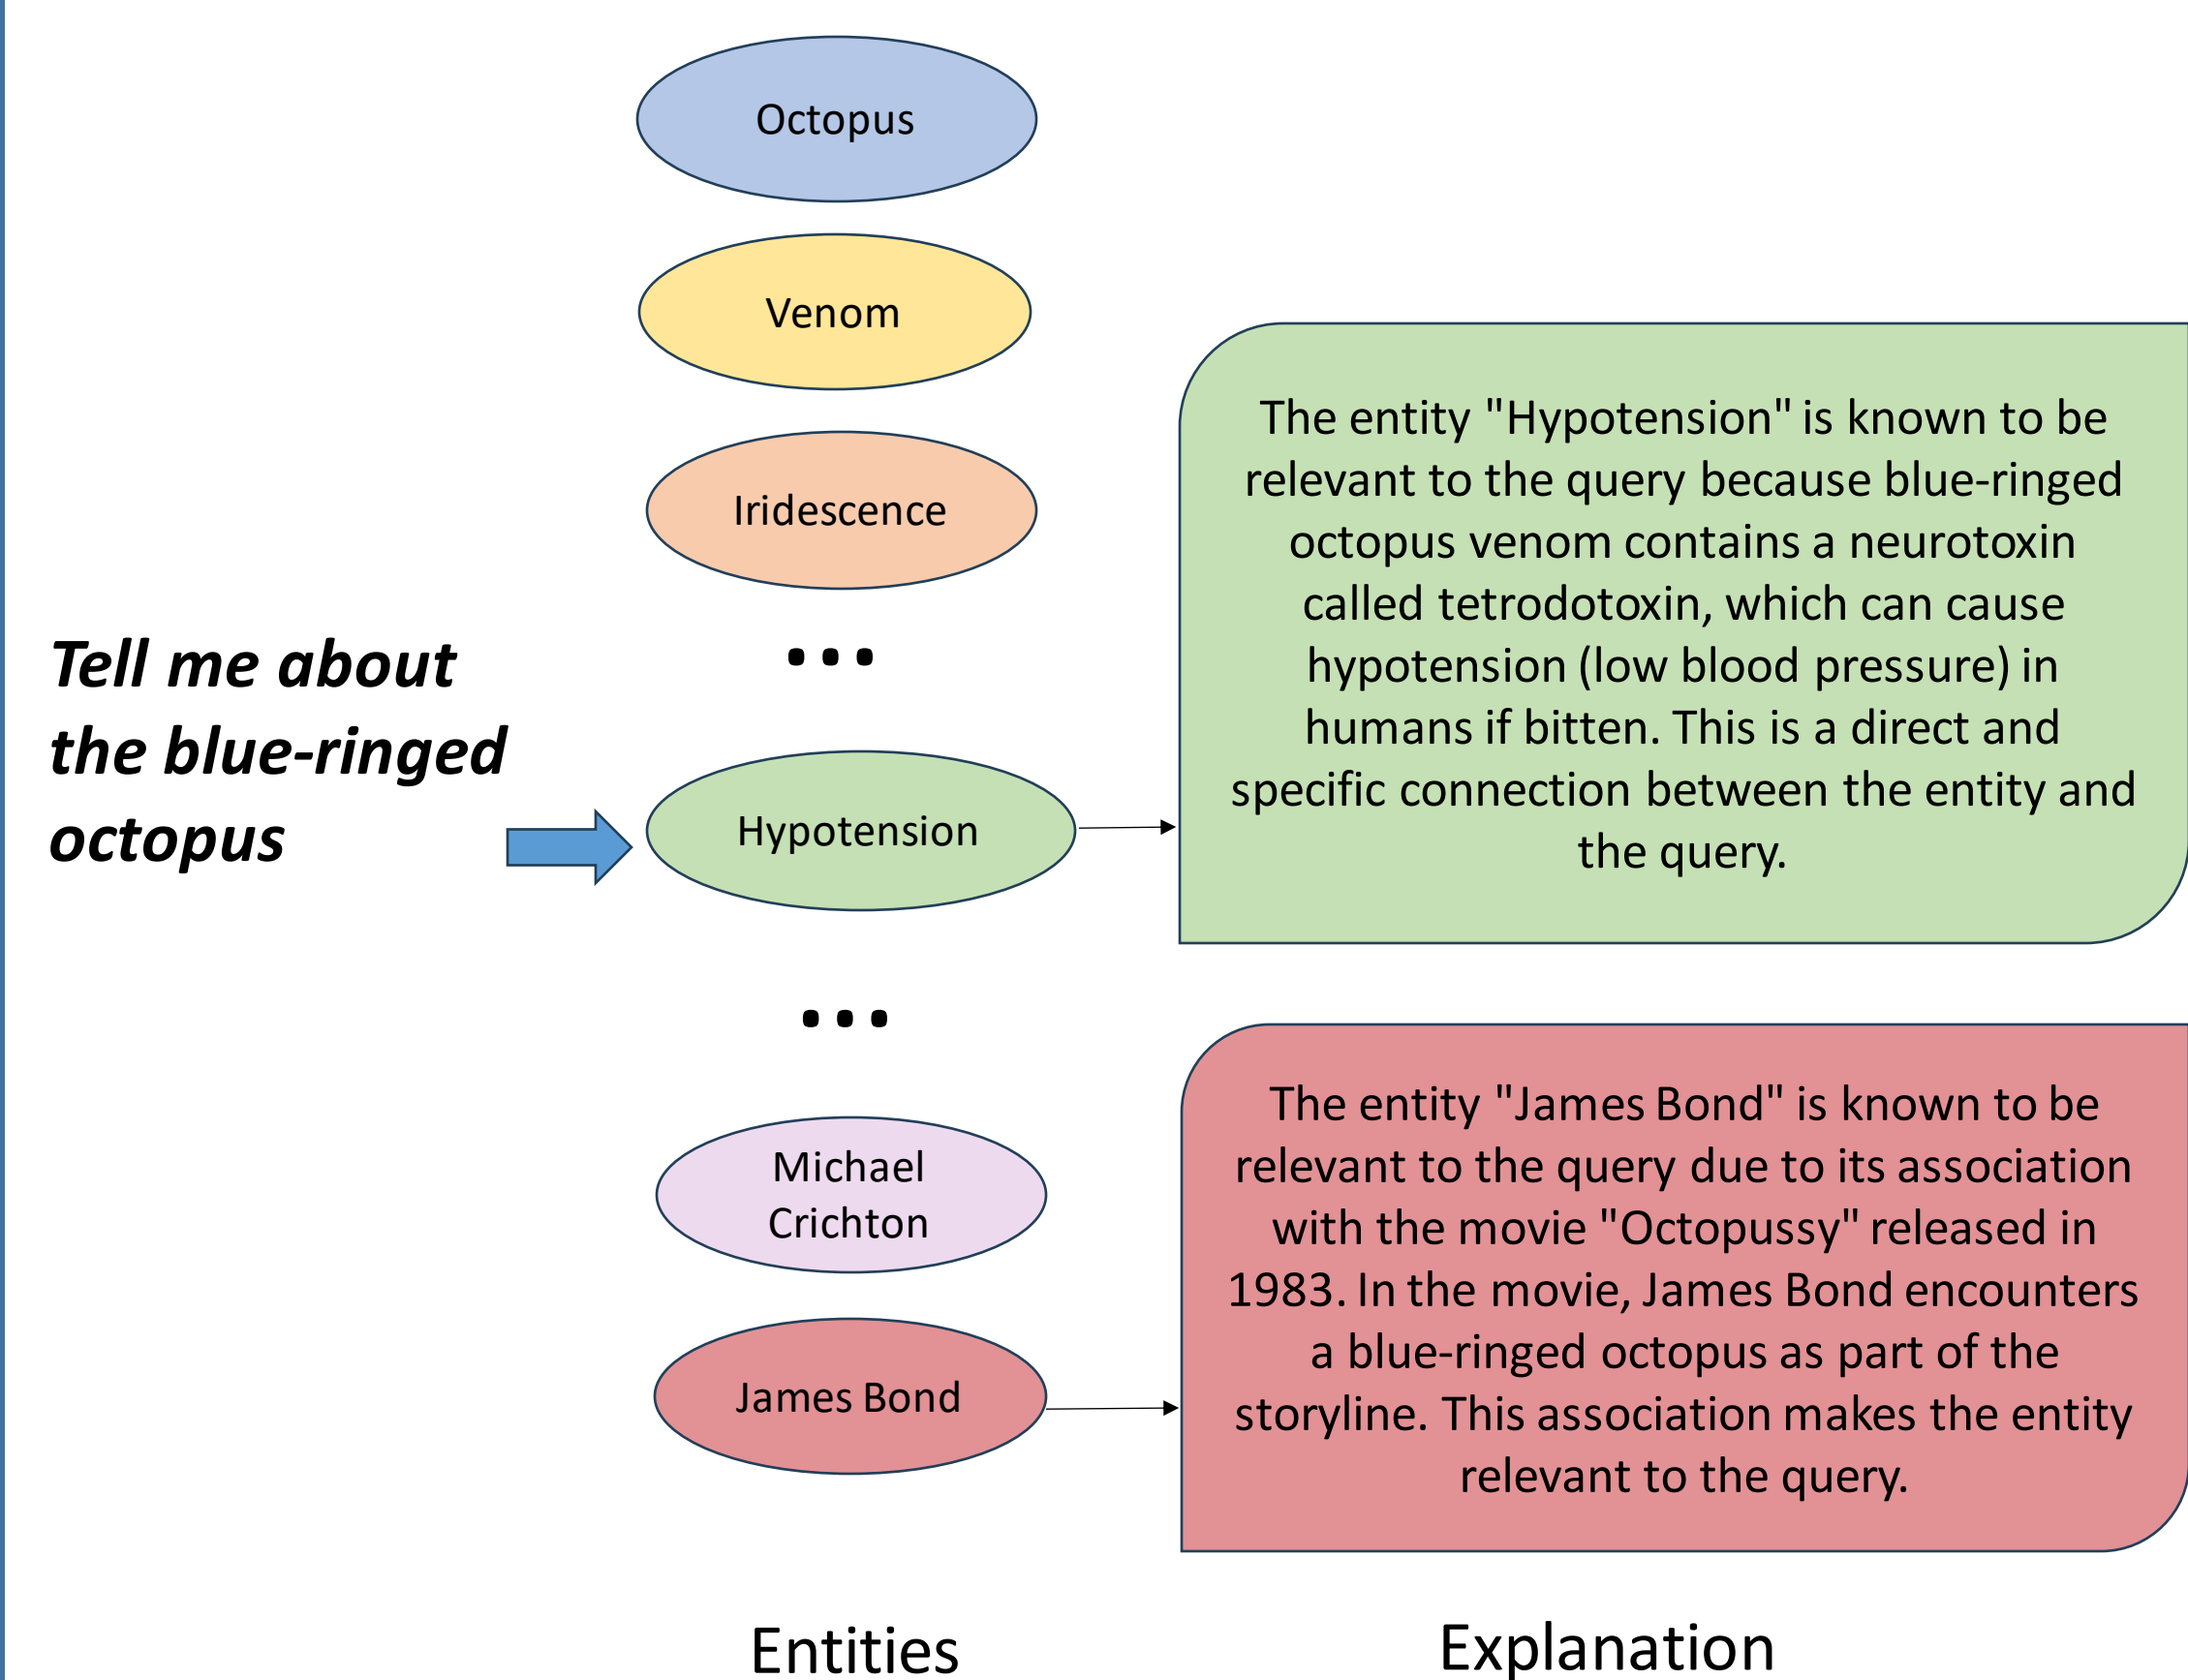 Tell me about
the blue-ringed
octopus
Octopus
Venom
Iridescence
...
Hypotension
...
Michael
Crichton
James Bond
Entities
The entity "Hypotension" is known to be
relevant to the query because blue-ringed
octopus venom contains a neurotoxin
called tetrodotoxin, which can cause
hypotension (low blood pressure) in
humans if bitten. This is a direct and
specific connection between the entity and
the query.
The entity "James Bond" is known to be
relevant to the query due to its association
with the movie "Octopussy" released in
1983. In the movie, James Bond encounters
a blue-ringed octopus as part of the
storyline. This association makes the entity
relevant to the query.
Explanation